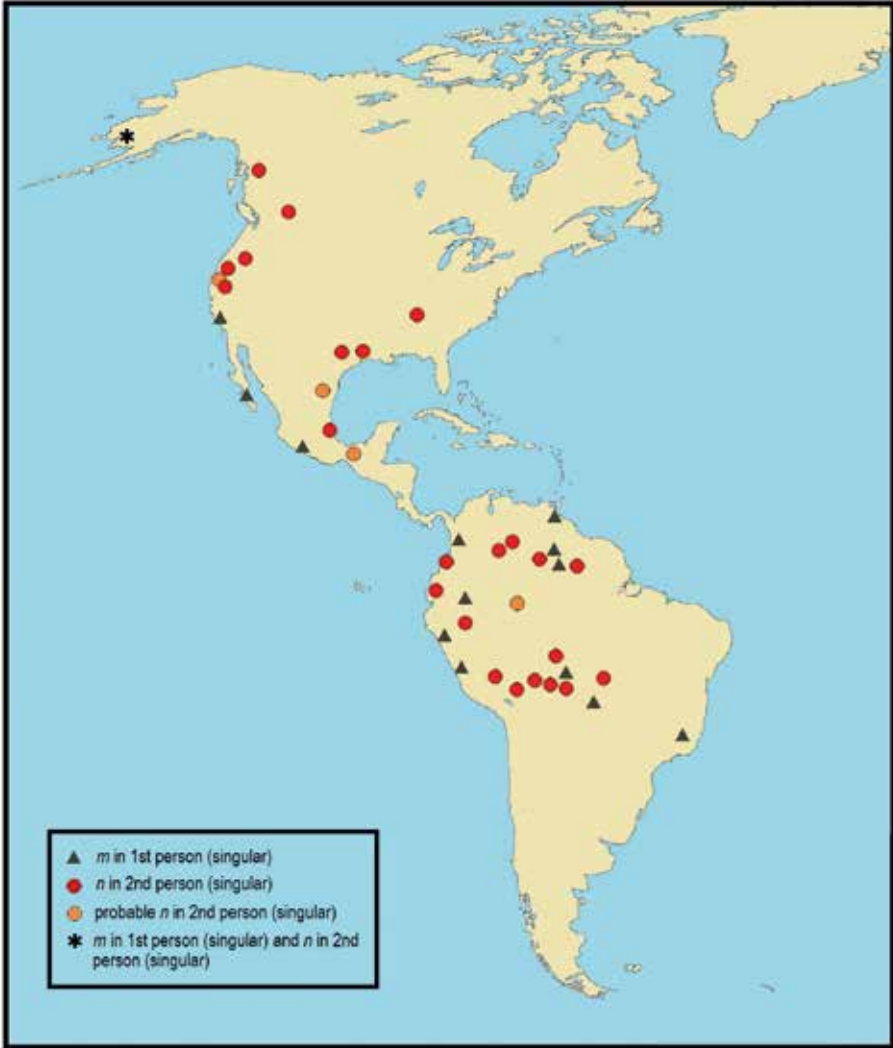 m in 1st person (singular)
n in 2nd person (singular)
probable n in 2nd person (singular)
m in 1st person (singular) and n in 2nd
person (singular)